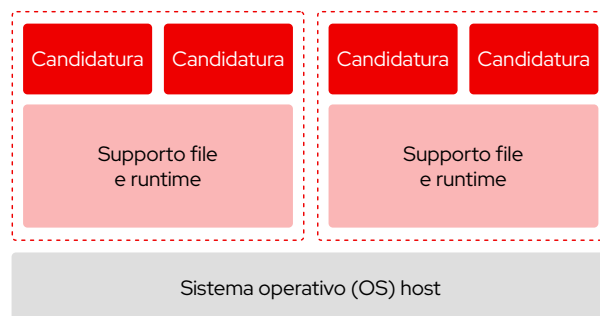 Candidatura Candidatura Candidatura Candidatura
Supporto file Supporto file
e runtime e runtime
Sistema operativo (OS) host